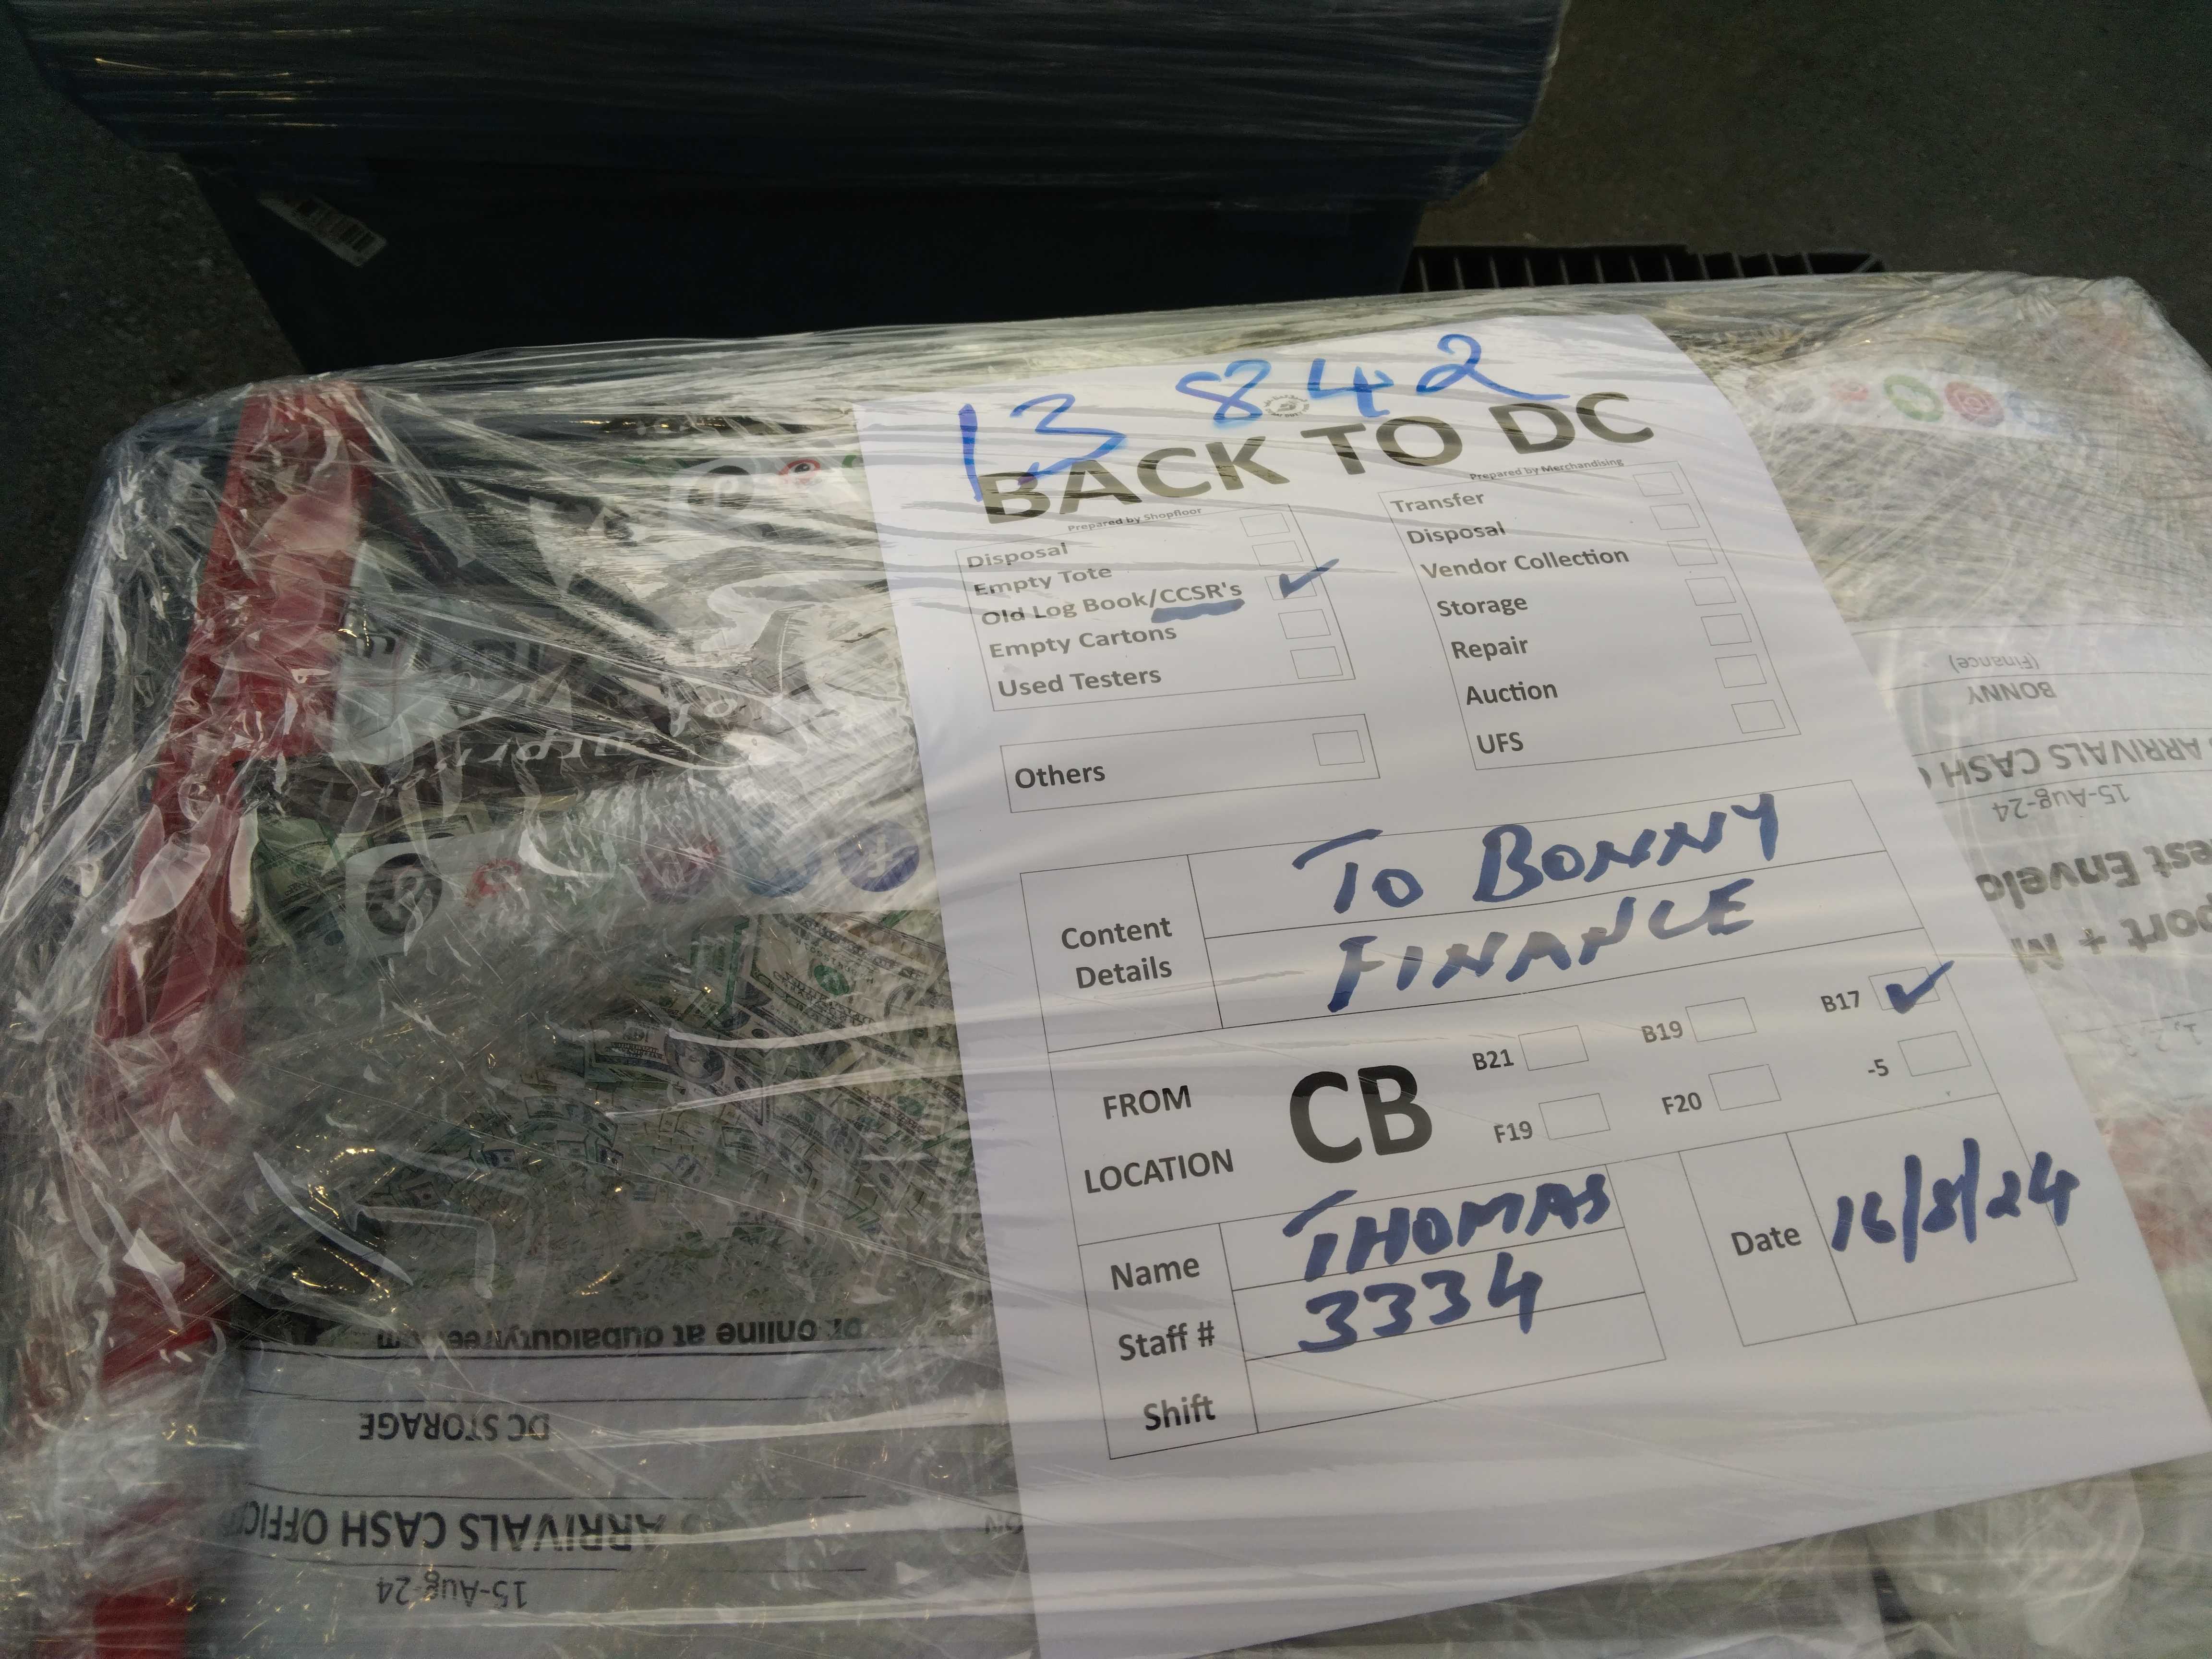 13 842
BACK TO DC
Prepared by Shopfloor
Disposal
Empty Tote
Old Log Book/CCSR's
Empty Cartons
Used Testers
Others
Prepared by Merchandising
Transfer
Disposal
Vendor Collection
Storage
Repair
Auction
UFS
Content Details
TO BONNY
FINANCE
FROM LOCATION
CB
B21
B19
B17
F19
F20
-5
Name
THOMAS
Staff #
3334
Shift
Date
16/8/24
(Finance)
BONNY
ARRIVALS CASH
15-Aug-24
or online at
DC STORAGE
ARRIVALS CASH
15-Aug-24